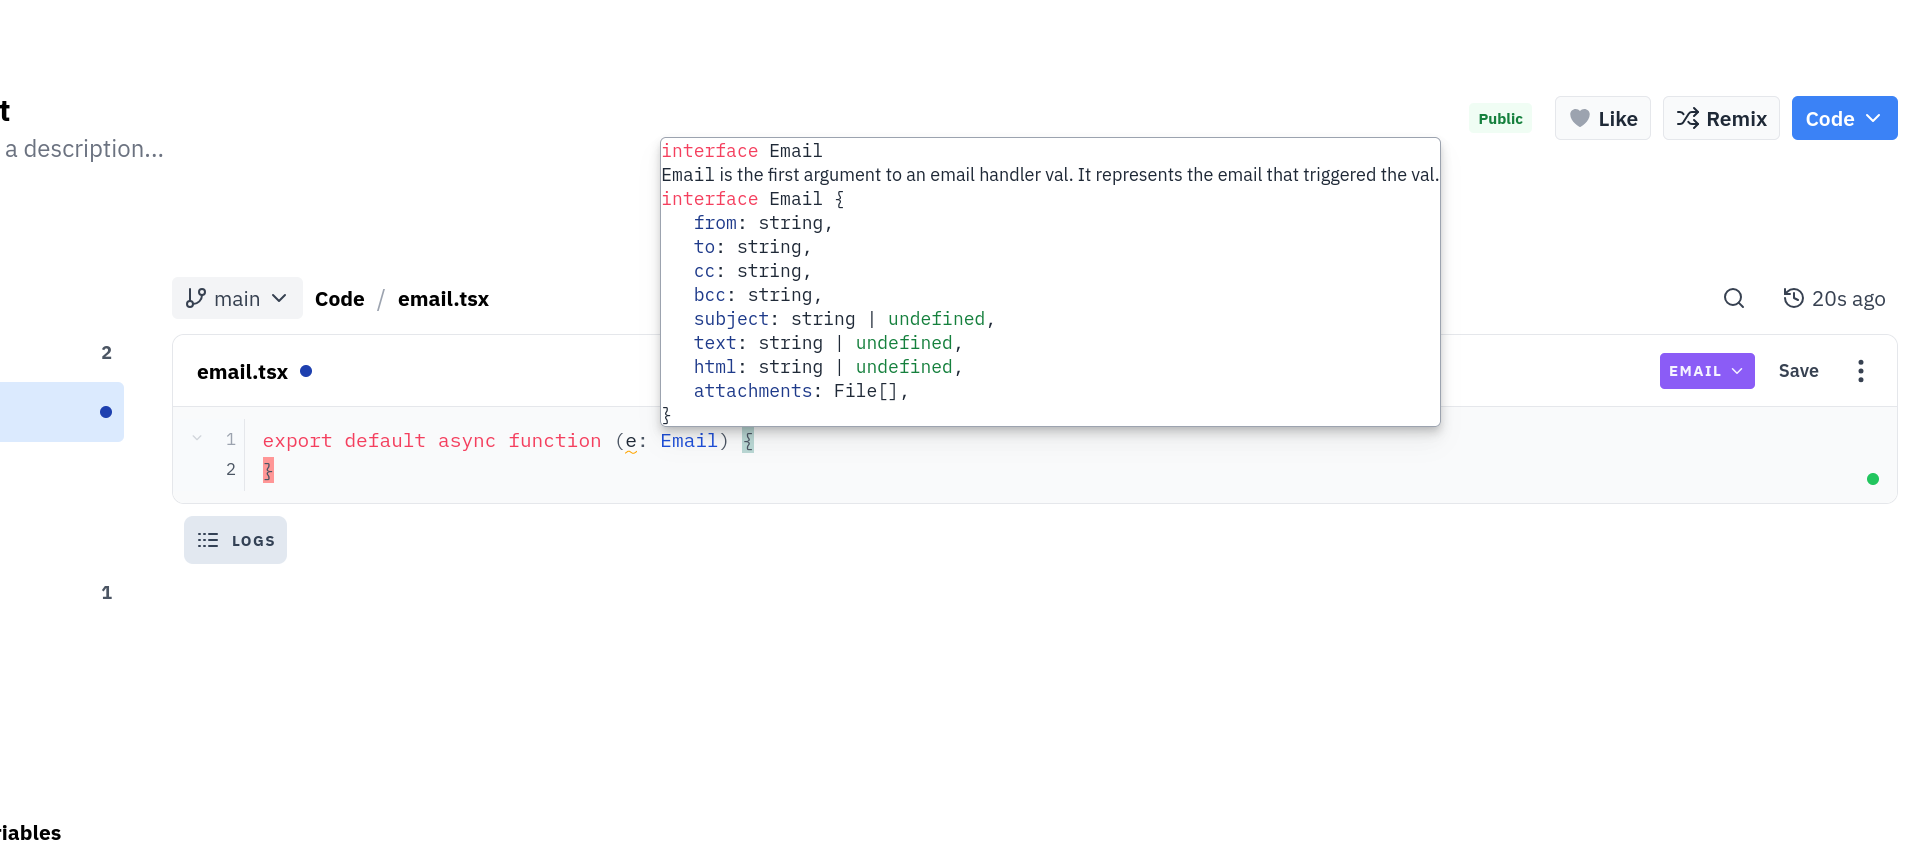 t
a description...
Public
Like
Remix
Code
interface Email
Email is the first argument to an email handler val. It represents the email that triggered the val.
interface Email {
from: string,
to: string,
cc: string,
bcc: string,
subject: string | undefined,
text: string | undefined,
html: string | undefined,
attachments: File[],
}
main
Code / email.tsx
20s ago
2
email.tsx
EMAIL
Save
1 export default async function (e: Email) {
2 }
LOGS
1
riables